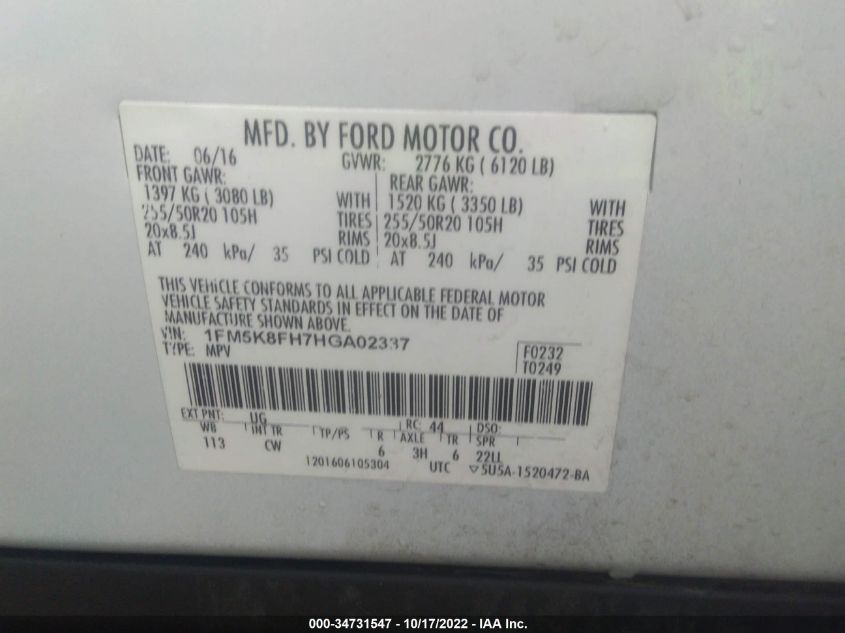 MFD. BY FORD MOTOR CO.
DATE: 06/16 GVWR: 2776 KG ( 6120 LB)
FRONT GAWR: REAR GAWR:
1397 KG ( 3080 LB) WITH 1520 KG ( 3350 LB) WITH
255/50R20 105H TIRES 255/50R20 105H TIRES
20x8.5J RIMS 20x8.5J RIMS
AT 240 kPa/ 35 PSI COLD AT 240 kPa/ 35 PSI COLD
THIS VEHICLE CONFORMS TO ALL APPLICABLE FEDERAL MOTOR
VEHICLE SAFETY STANDARDS IN EFFECT ON THE DATE OF
MANUFACTURE SHOWN ABOVE.
VIN: 1FM5K8FH7HGA02337
TYPE: MPV
F0232
T0249
EXT PNT: UG RC: 44 DSO:
WB INT TR TP/PS R AXLE TR SPR
113 CW 6 3H 6 22LL
1201606105304 UTC ▽5U5A-1520472-BA
000-34731547 - 10/17/2022 - IAA Inc.